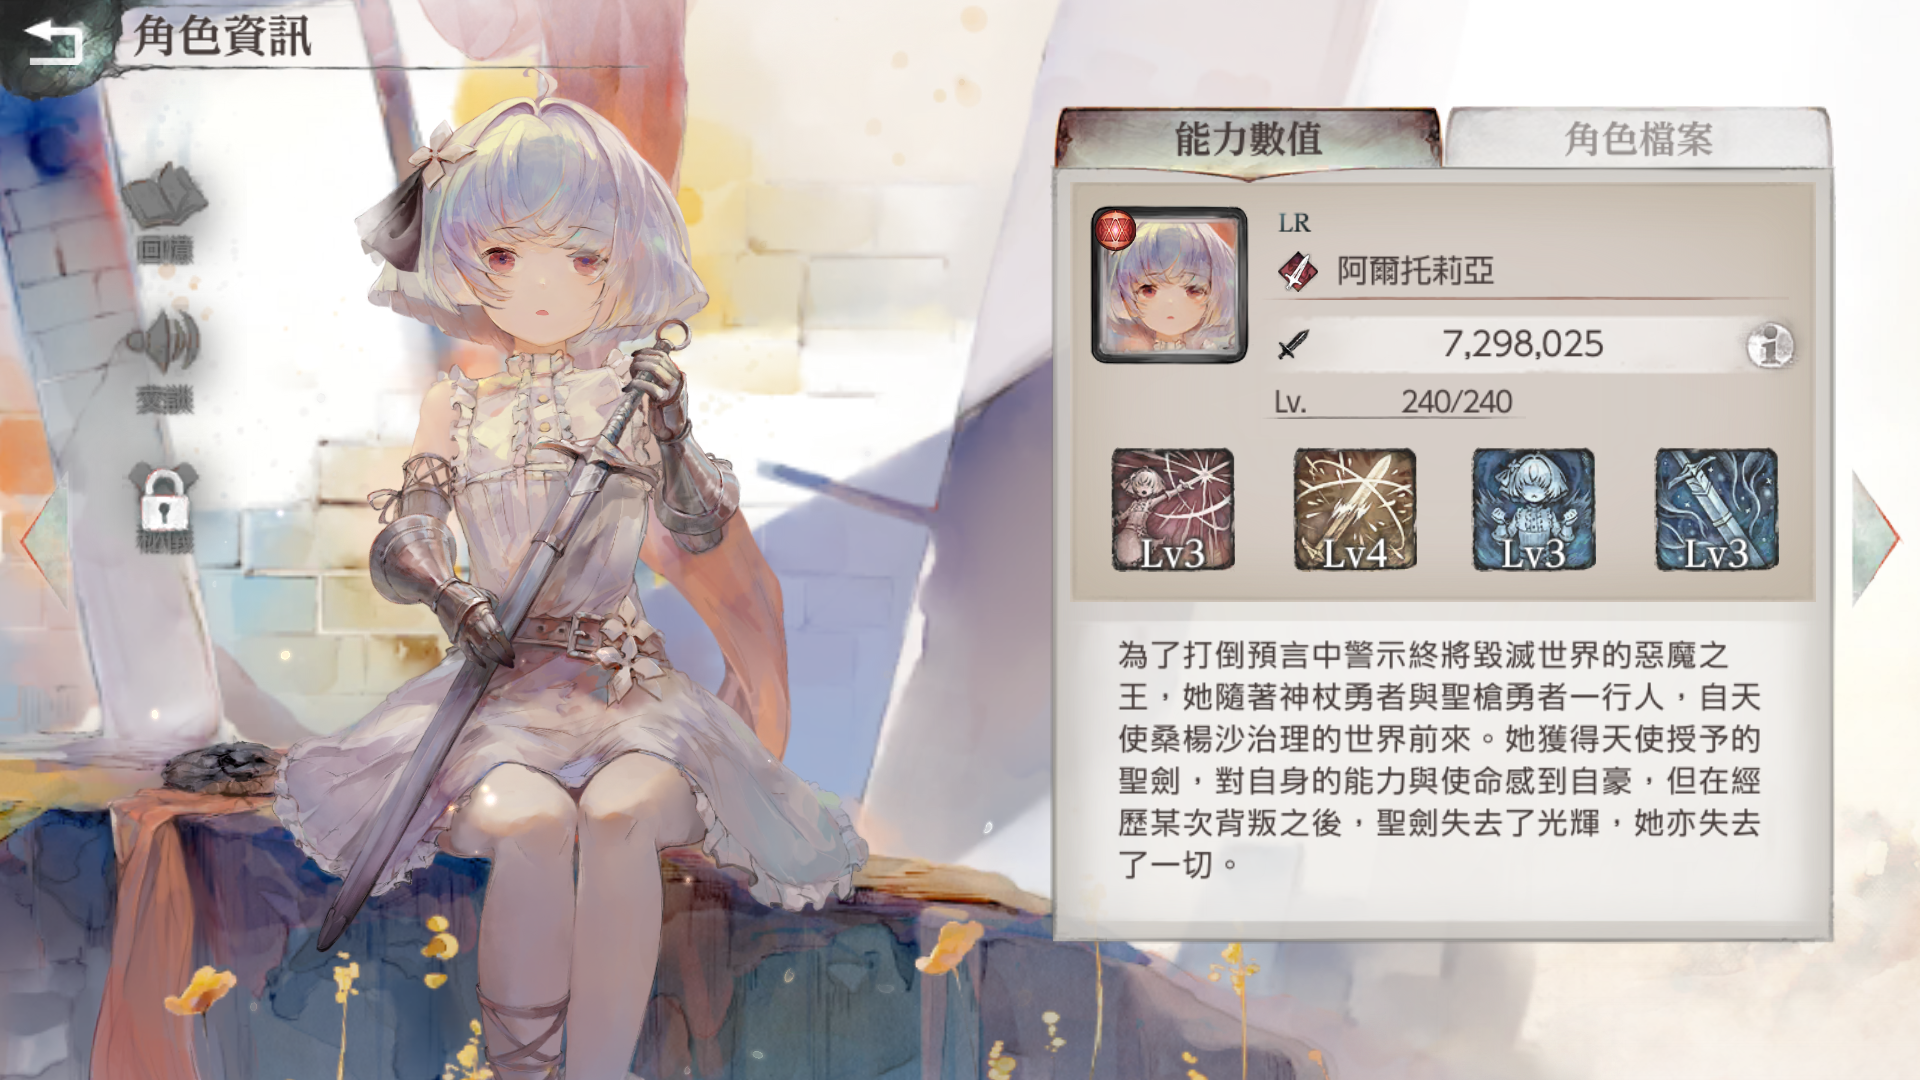 角色資訊
回憶
能力數值
角色檔案
LR
阿爾托莉亞
7,298,025
Lv. 240/240
Lv3
Lv4
Lv3
Lv3
為了打倒預言中警示終將毀滅世界的惡魔之
王，她隨著神杖勇者與聖槍勇者一行人，自天
使桑楊沙治理的世界前來。她獲得天使授予的
聖劍，對自身的能力與使命感到自豪，但在經
歷某次背叛之後，聖劍失去了光輝，她亦失去
了一切。